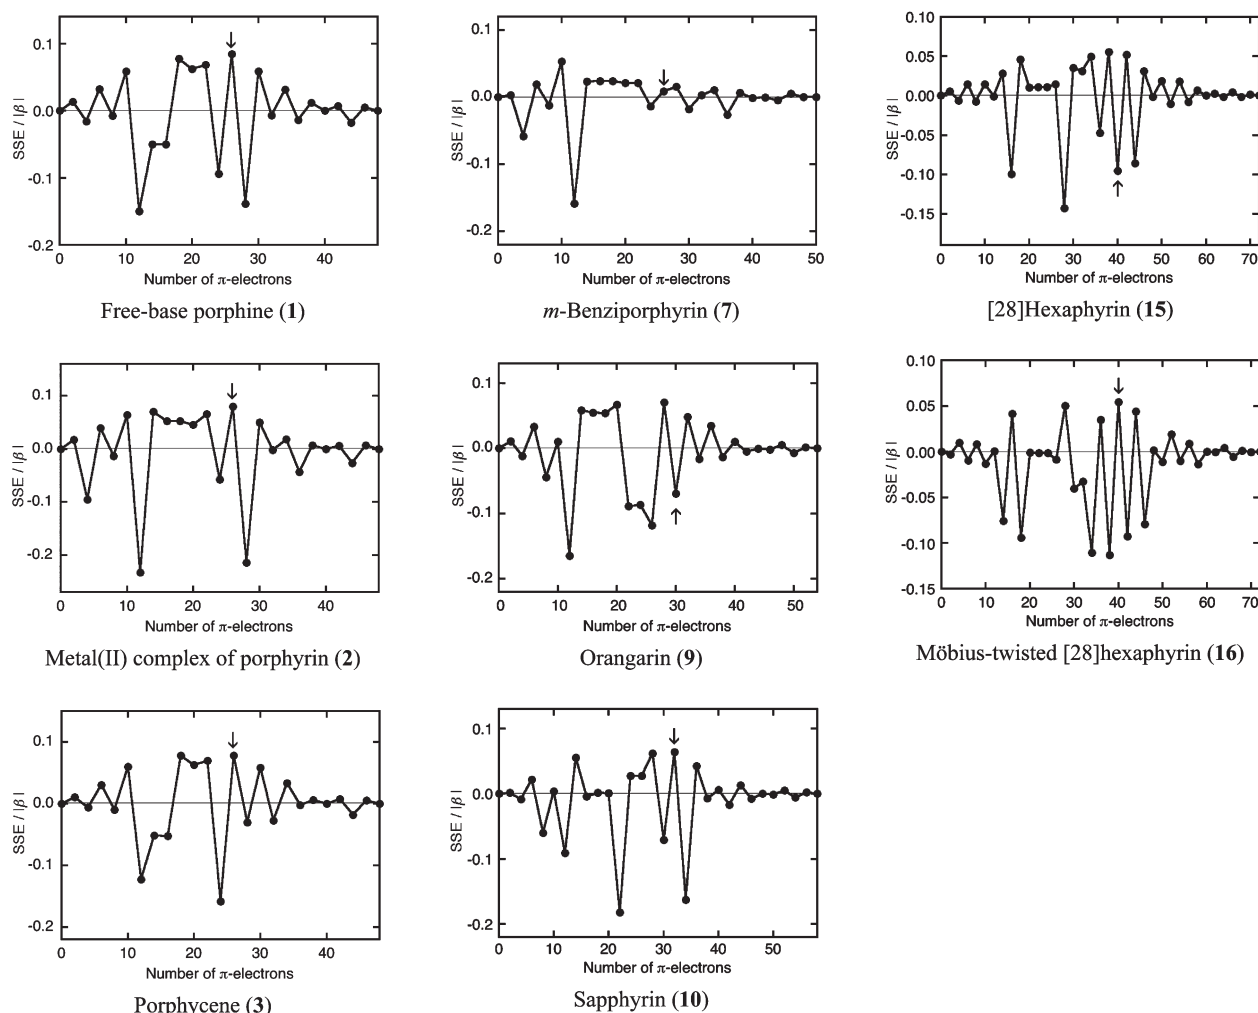 0.1
0.0
-0.1
-0.2
SSE / |β|
0 10 20 30 40
Number of π-electrons
Free-base porphine (1)
0.1
0.0
-0.1
-0.2
SSE / |β|
0 10 20 30 40 50
Number of π-electrons
m-Benziporphyrin (7)
0.10
0.05
0.00
-0.05
-0.10
-0.15
SSE / |β|
0 10 20 30 40 50 60 70
Number of π-electrons
[28]Hexaphyrin (15)
0.1
0.0
-0.1
-0.2
SSE / |β|
0 10 20 30 40
Number of π-electrons
Metal(II) complex of porphyrin (2)
0.1
0.0
-0.1
-0.2
SSE / |β|
0 10 20 30 40 50
Number of π-electrons
Orangarin (9)
0.10
0.05
0.00
-0.05
-0.10
-0.15
SSE / |β|
0 10 20 30 40 50 60 70
Number of π-electrons
Möbius-twisted [28]hexaphyrin (16)
0.1
0.0
-0.1
-0.2
SSE / |β|
0 10 20 30 40
Number of π-electrons
Porphycene (3)
0.1
0.0
-0.1
-0.2
SSE / |β|
0 10 20 30 40 50
Number of π-electrons
Sapphyrin (10)